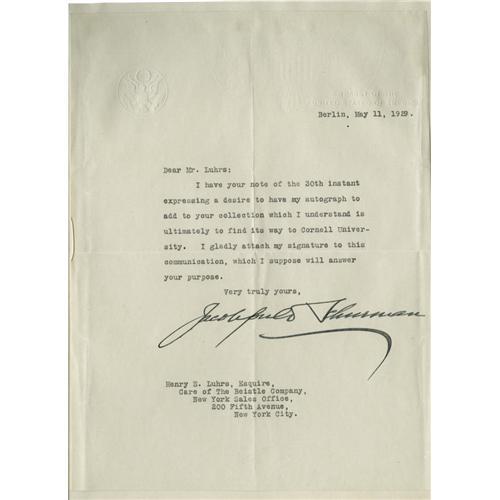 Berlin, May 11, 1929.
Dear Mr. Luhrs:
I have your note of the 30th instant
expressing a desire to have my autograph to
add to your collection which I understand is
ultimately to find its way to Cornell Univer-
sity. I gladly attach my signature to this
communication, which I suppose will answer
your purpose.
Very truly yours,
Jacob Gould Schurman
Henry E. Luhrs, Esquire,
Care of The Beistle Company,
New York Sales Office,
200 Fifth Avenue,
New York City.